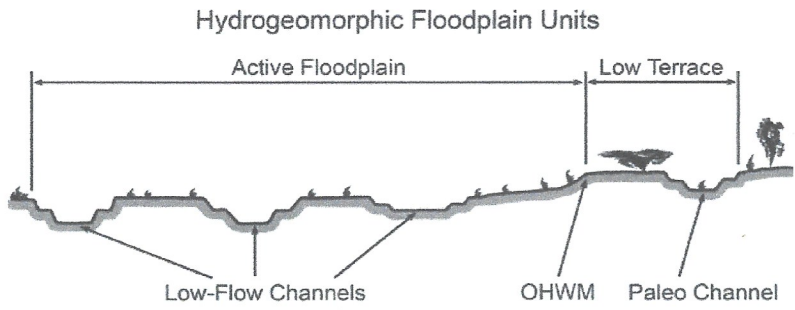 Hydrogeomorphic Floodplain Units
Active Floodplain
Low Terrace
Low-Flow Channels
OHWM
Paleo Channel